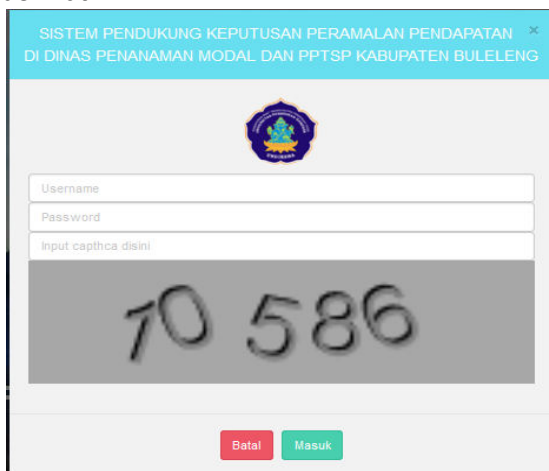 SISTEM PENDUKUNG KEPUTUSAN PERAMALAN PENDAPATAN ×
DI DINAS PENANAMAN MODAL DAN PPTSP KABUPATEN BULELENG
Username
Password
Input capthca disini
586
Batal Masuk